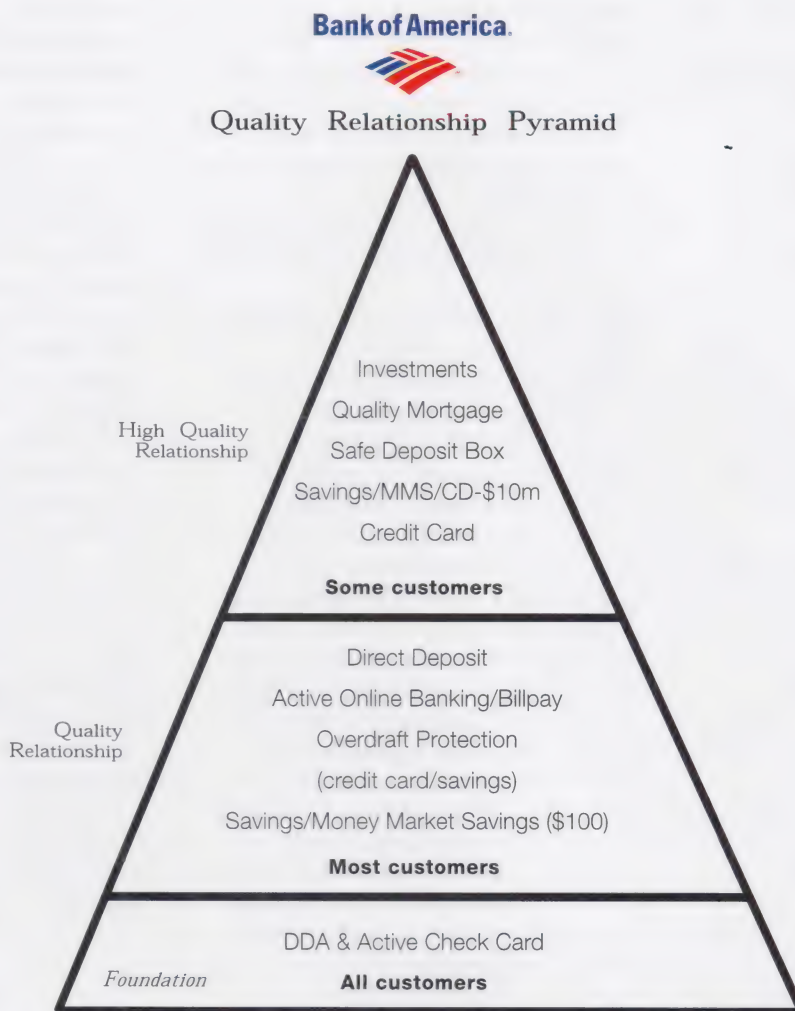 Bank of America.
Quality Relationship Pyramid
Investments
Quality Mortgage
High Quality
Relationship
Safe Deposit Box
Savings/MMS/CD-$10m
Credit Card
Some customers
Direct Deposit
Active Online Banking/Billpay
Quality
Relationship
Overdraft Protection
(credit card/savings)
Savings/Money Market Savings ($100)
Most customers
DDA & Active Check Card
Foundation
All customers